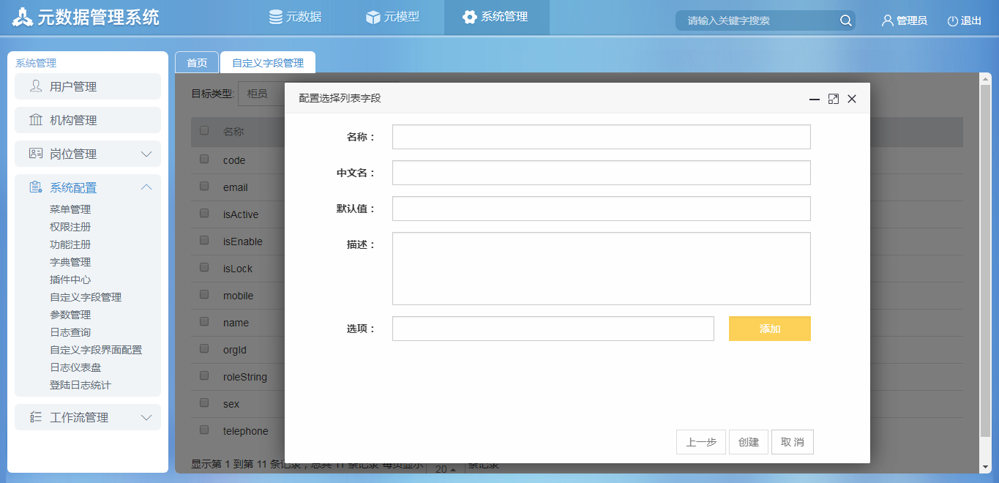 元数据管理系统
元数据
元模型
系统管理
请输入关键字搜索
管理员
退出
系统管理
用户管理
机构管理
岗位管理
系统配置
菜单管理
权限注册
功能注册
字典管理
插件中心
自定义字段管理
参数管理
日志查询
自定义字段界面配置
日志仪表盘
登陆日志统计
工作流管理
首页
自定义字段管理
目标类型:
柜员
名称
code
email
isActive
isEnable
isLock
mobile
name
orgId
roleString
sex
telephone
显示第 1 到第 11 条记录，总共 11 条记录 每页显示 20 条记录
配置选择列表字段
名称：
中文名：
默认值：
描述：
选项：
添加
上一步
创建
取 消